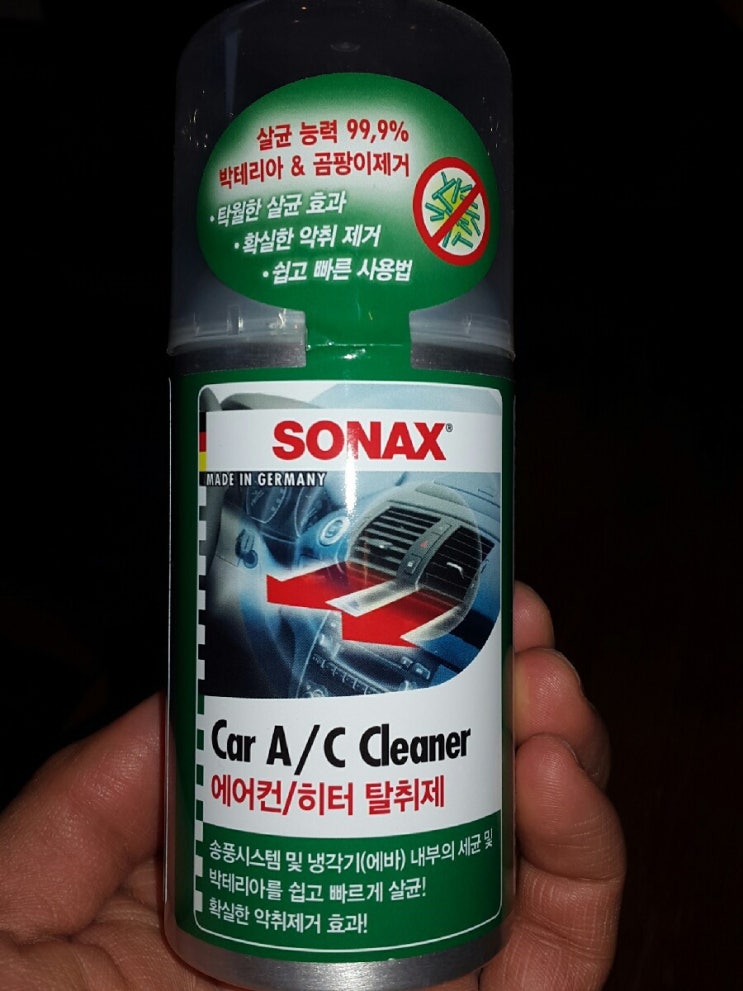 살균 능력 99,9%
박테리아 & 곰팡이제거
• 탁월한 살균 효과
• 확실한 악취 제거
• 쉽고 빠른 사용법
SONAX®
MADE IN GERMANY
Car A/C Cleaner
에어컨/히터 탈취제
송풍시스템 및 냉각기(에바) 내부의 세균 및
박테리아를 쉽고 빠르게 살균!
확실한 악취제거 효과!